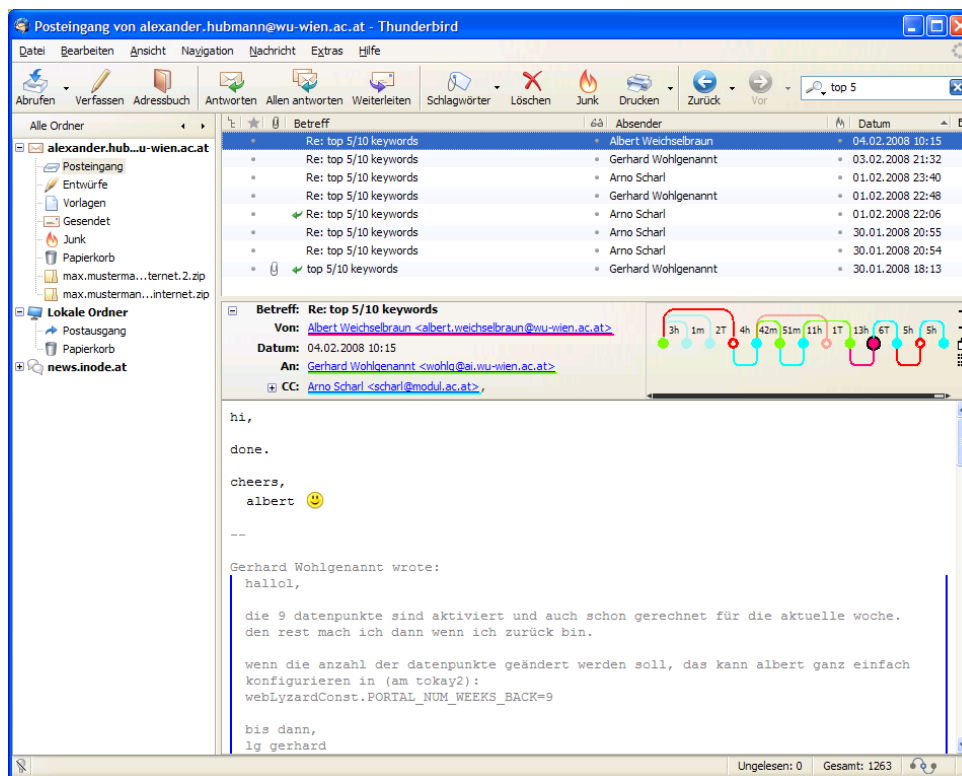 Posteingang von alexander.hubmann@wu-wien.ac.at - Thunderbird
Datei Bearbeiten Ansicht Navigation Nachricht Extras Hilfe
Abrufen Verfassen Adressbuch Antworten Allen antworten Weiterleiten Schlagwörter Löschen Junk Drucken Zurück Vor top 5
Alle Ordner
alexander.hub...u-wien.ac.at
Posteingang
Entwürfe
Vorlagen
Gesendet
Junk
Papierkorb
max.musterma...ternet.2.zip
max.musterman...internet.zip
Lokale Ordner
Postausgang
Papierkorb
news.inode.at
Betreff Absender Datum
Re: top 5/10 keywords Albert Weichselbraun 04.02.2008 10:15
Re: top 5/10 keywords Gerhard Wohlgenannt 03.02.2008 21:32
Re: top 5/10 keywords Arno Scharl 01.02.2008 23:40
Re: top 5/10 keywords Gerhard Wohlgenannt 01.02.2008 22:48
Re: top 5/10 keywords Arno Scharl 01.02.2008 22:06
Re: top 5/10 keywords Arno Scharl 30.01.2008 20:55
Re: top 5/10 keywords Arno Scharl 30.01.2008 20:54
top 5/10 keywords Gerhard Wohlgenannt 30.01.2008 18:13
Betreff: Re: top 5/10 keywords
Von: Albert Weichselbraun <albert.weichselbraun@wu-wien.ac.at>
Datum: 04.02.2008 10:15
An: Gerhard Wohlgenannt <wohlg@ai.wu-wien.ac.at>
CC: Arno Scharl <scharl@modul.ac.at>,
3h 1m 2T 4h 42m 51m 11h 1T 13h 6T 5h 5h
hi,
done.
cheers,
albert
--
Gerhard Wohlgenannt wrote:
hallol,
die 9 datenpunkte sind aktiviert und auch schon gerechnet für die aktuelle woche.
den rest mach ich dann wenn ich zurück bin.
wenn die anzahl der datenpunkte geändert werden soll, das kann albert ganz einfach
konfigurieren in (am tokay2):
webLyzardConst.PORTAL_NUM_WEEKS_BACK=9
bis dann,
lg gerhard
Ungelesen: 0 Gesamt: 1263